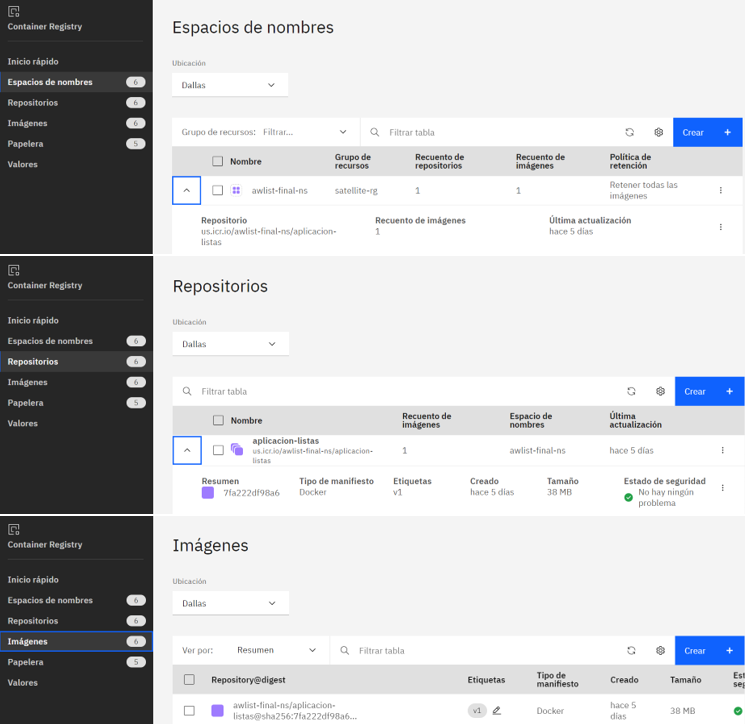 Container Registry
Inicio rápido
Espacios de nombres 6
Repositorios 6
Imágenes 6
Papelera 5
Valores
Espacios de nombres
Ubicación
Dallas
Grupo de recursos: Filtrar...
Filtrar tabla
Crear +
Nombre
Grupo de
recursos
Recuento de
repositorios
Recuento de
imágenes
Política de
retención
awlist-final-ns
satellite-rg
1
1
Retener todas las
imágenes
Repositorio
us.icr.io/awlist-final-ns/aplicacion-
listas
Recuento de imágenes
1
Última actualización
hace 5 días
Container Registry
Inicio rápido
Espacios de nombres 6
Repositorios 6
Imágenes 6
Papelera 5
Valores
Repositorios
Ubicación
Dallas
Filtrar tabla
Crear +
Nombre
Recuento de
imágenes
Espacio de
nombres
Última
actualización
aplicacion-listas
us.icr.io/awlist-final-ns/aplicacion-
listas
1
awlist-final-ns
hace 5 días
Resumen
7fa222df98a6
Tipo de manifiesto
Docker
Etiquetas
v1
Creado
hace 5 días
Tamaño
38 MB
Estado de seguridad
No hay ningún
problema
Container Registry
Inicio rápido
Espacios de nombres 6
Repositorios 6
Imágenes 6
Papelera 5
Valores
Imágenes
Ubicación
Dallas
Ver por: Resumen
Filtrar tabla
Crear +
Repository@digest
Etiquetas
Tipo de
manifiesto
Creado
Tamaño
Est
seg
awlist-final-ns/aplicacion-
listas@sha256:7fa222df98a6...
v1
Docker
hace 5
días
38 MB